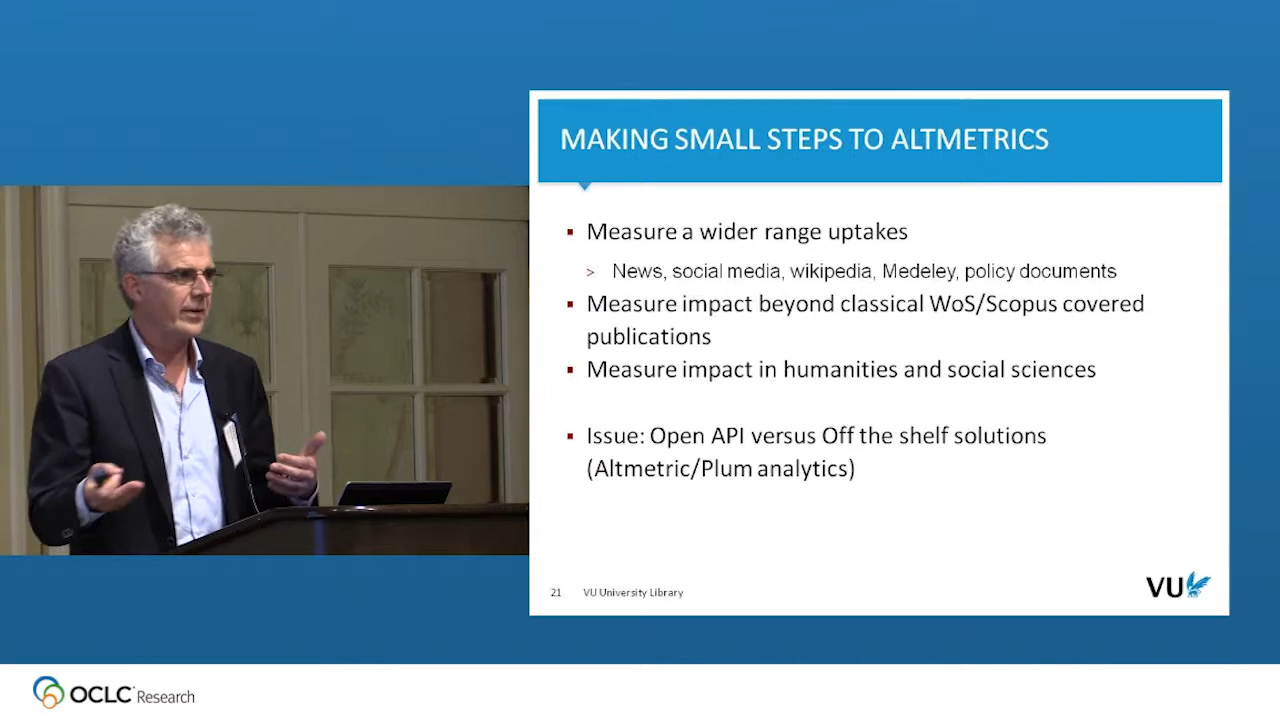 MAKING SMALL STEPS TO ALTMETRICS
▪ Measure a wider range uptakes
> News, social media, wikipedia, Medeley, policy documents
▪ Measure impact beyond classical WoS/Scopus covered
publications
▪ Measure impact in humanities and social sciences
▪ Issue: Open API versus Off the shelf solutions
(Altmetric/Plum analytics)
21 VU University Library
VU
OCLC Research